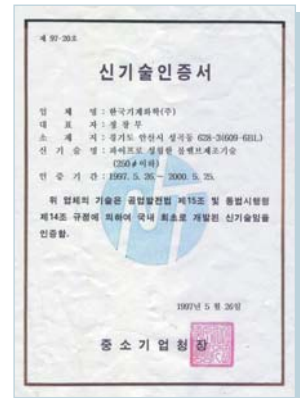 제 97-20호
신기술인증서
업 체 명 : 한국기계화학(주)
대 표 자 : 정 광 무
소 재 지 : 경기도 안산시 성곡동 628-3(609-6BL)
신 기 술 명 : 파이프로 성형한 볼밸브제조기술
(250∮이하)
인 증 기 간 : 1997. 5. 26 ~ 2000. 5. 25.
위 업체의 기술은 공업발전법 제15조 및 동법시행령
제14조 규정에 의하여 국내 최초로 개발된 신기술임을
인증함.
1997년 5 월 26일
중 소 기 업 청 장